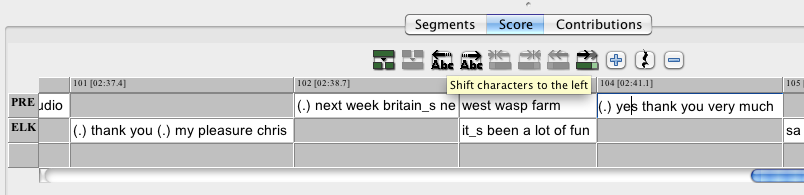 Segments Score Contributions
Abc Abc
101 [02:37.4] 102 [02:38.7] 104 [02:41.1] 105
Shift characters to the left
PRE udio (.) next week britain_s ne west wasp farm (.) yes thank you very much
ELK (.) thank you (.) my pleasure chris it_s been a lot of fun sa